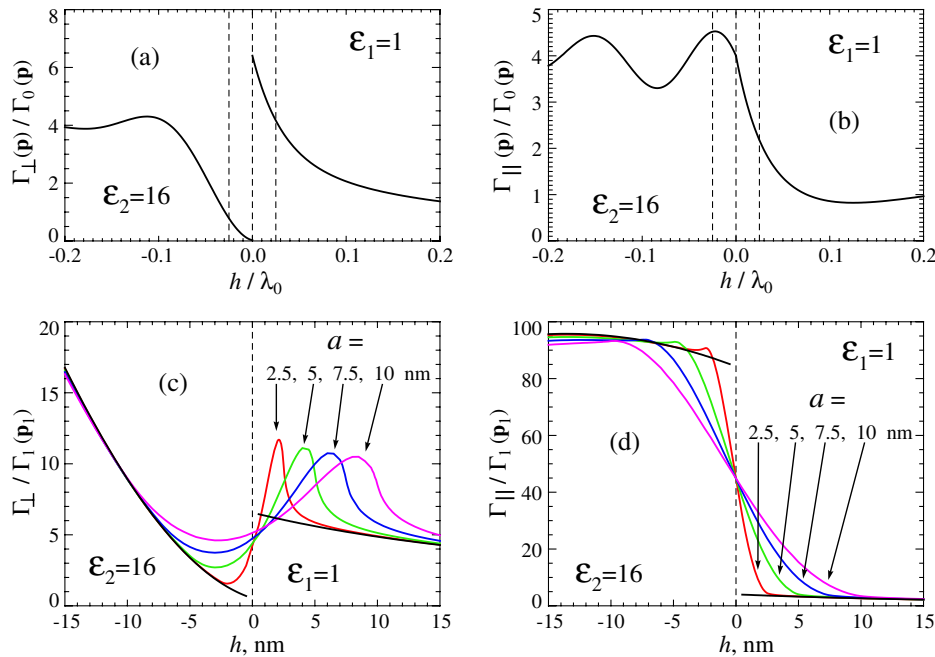 Γ⊥(p) / Γ0(p)
8
6
4
2
0
(a)
ε1=1
ε2=16
-0.2 -0.1 0.0 0.1 0.2
h / λ0
Γ||(p) / Γ0(p)
5
4
3
2
1
0
ε1=1
(b)
ε2=16
-0.2 -0.1 0.0 0.1 0.2
h / λ0
Γ⊥ / Γ1(p1)
20
15
10
5
0
(c)
a =
2.5, 5, 7.5, 10 nm
ε2=16
ε1=1
-15 -10 -5 0 5 10 15
h, nm
Γ|| / Γ1(p1)
100
80
60
40
20
0
ε1=1
a =
2.5, 5, 7.5, 10 nm
(d)
ε2=16
-15 -10 -5 0 5 10 15
h, nm